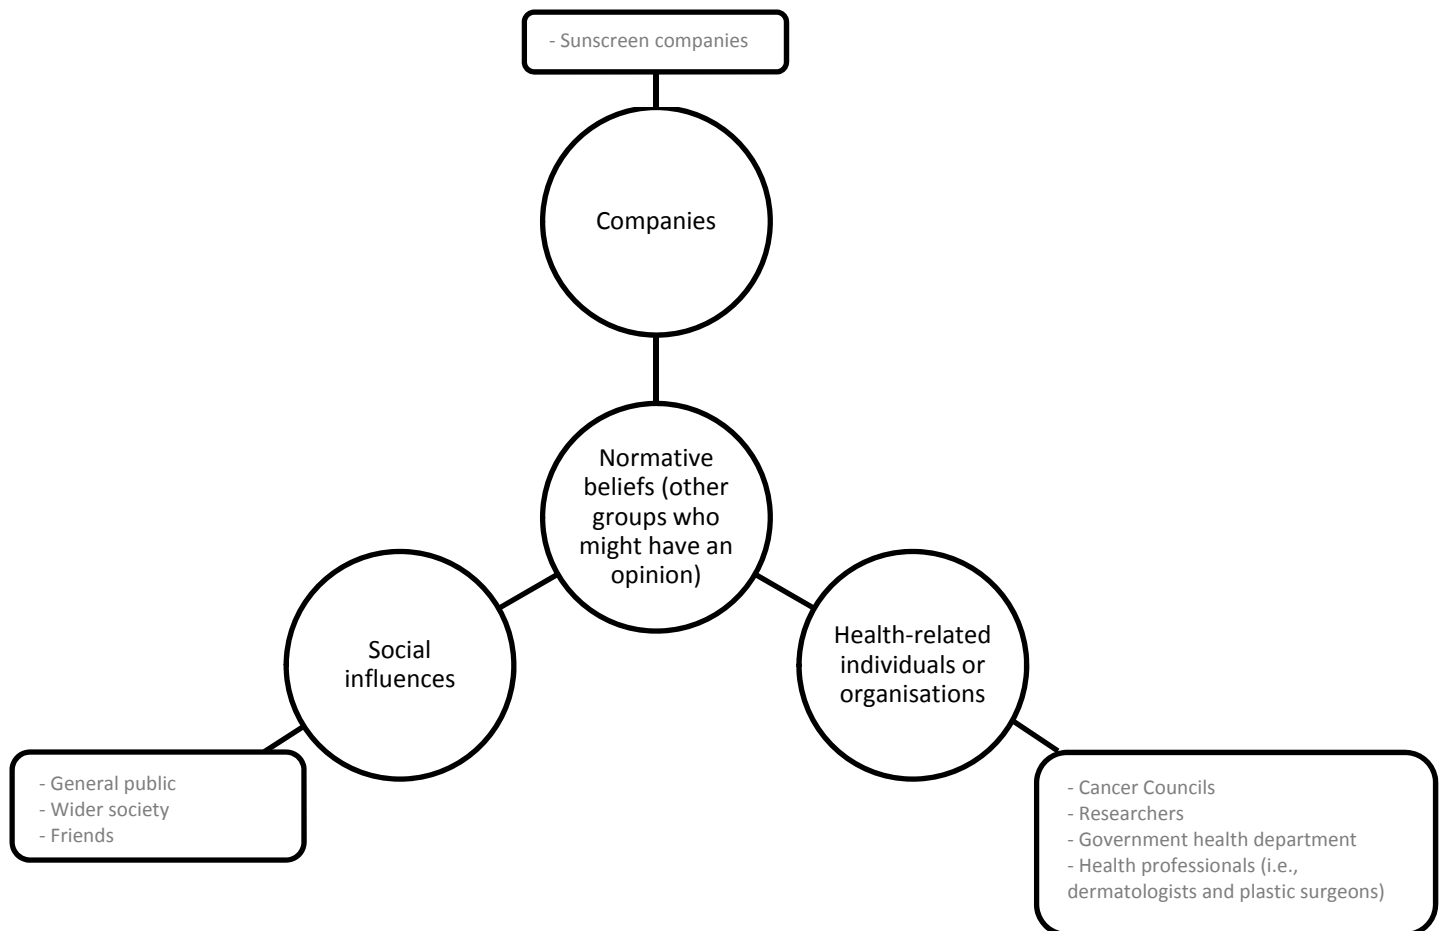 - Sunscreen companies
Companies
Normative
beliefs (other
groups who
might have an
opinion)
Social
influences
Health-related
individuals or
organisations
- General public
- Wider society
- Friends
- Cancer Councils
- Researchers
- Government health department
- Health professionals (i.e.,
dermatologists and plastic surgeons)